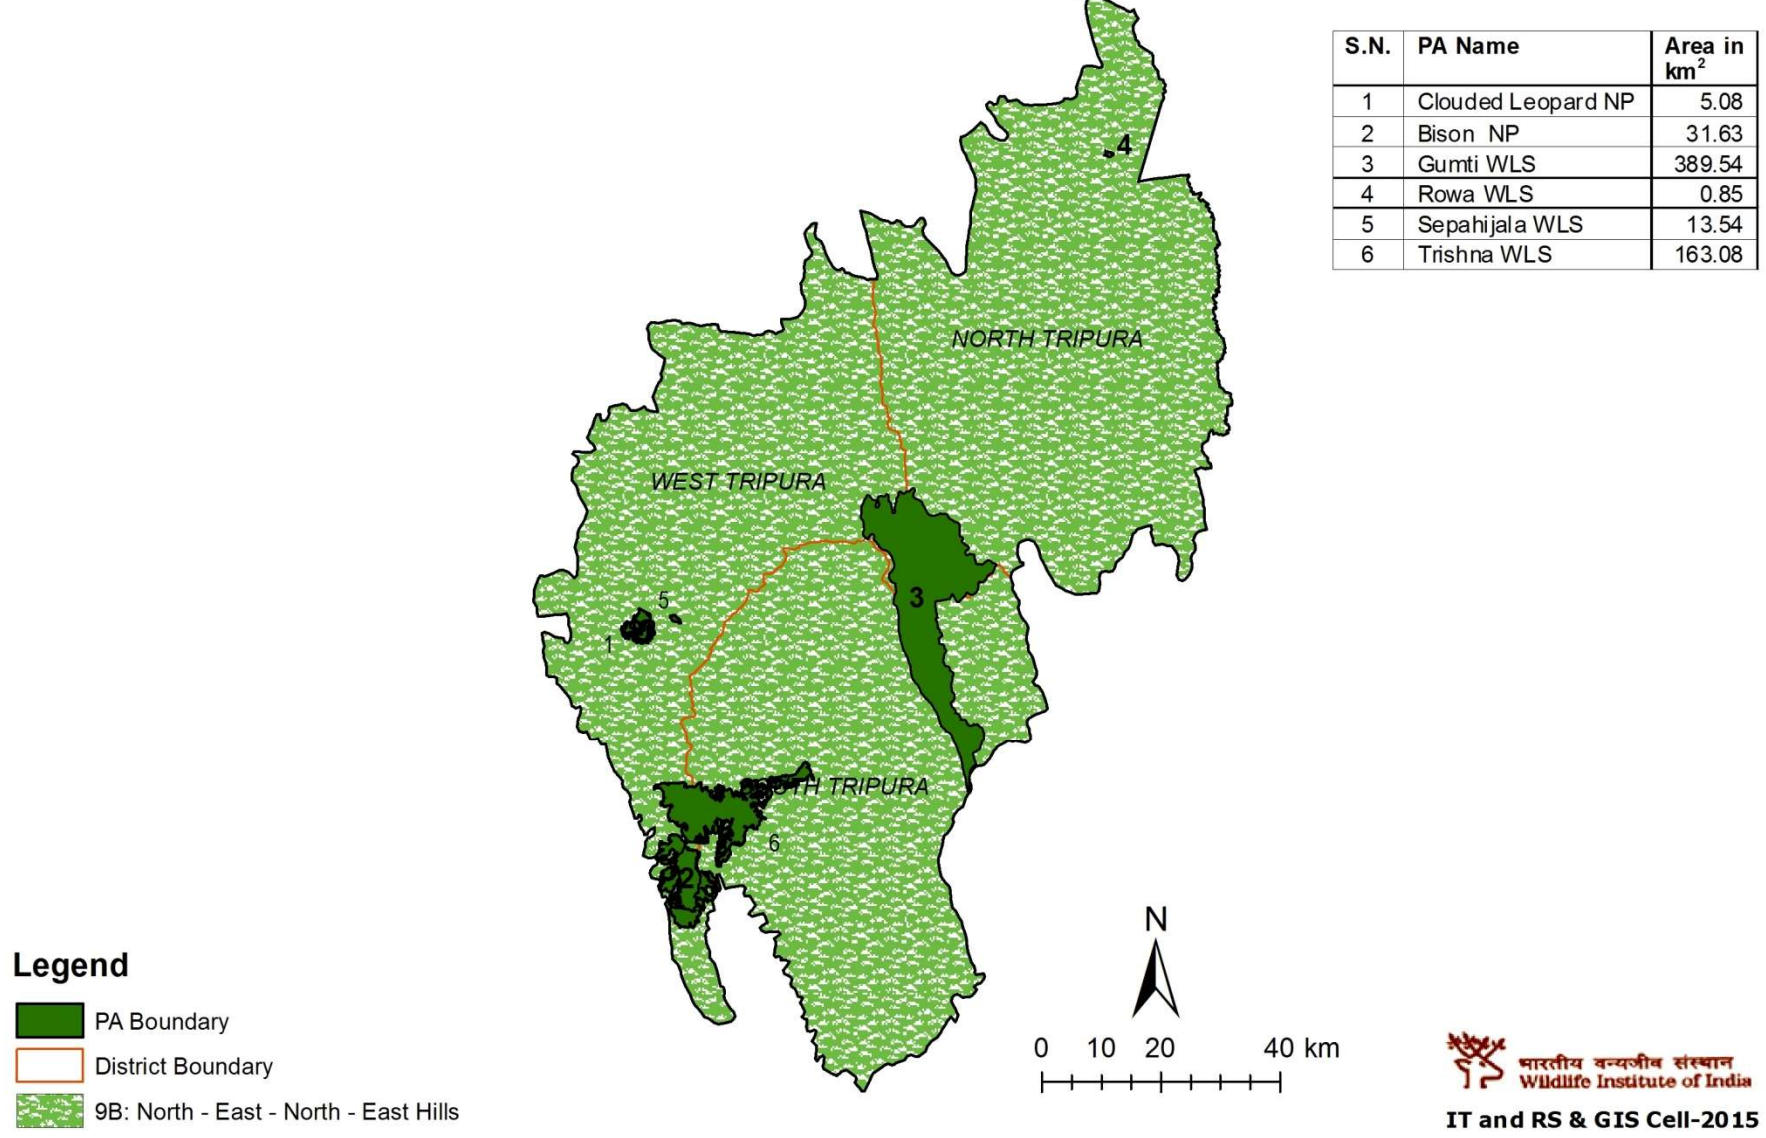 S.N. PA Name Area in km²
1 Clouded Leopard NP 5.08
2 Bison NP 31.63
3 Gumti WLS 389.54
4 Rowa WLS 0.85
5 Sepahijala WLS 13.54
6 Trishna WLS 163.08
4
NORTH TRIPURA
WEST TRIPURA
3
5
1
TRIPURA
6
2
N
0 10 20 40 km
Legend
PA Boundary
District Boundary
9B: North - East - North - East Hills
भारतीय वन्यजीव संस्थान
Wildlife Institute of India
IT and RS & GIS Cell-2015